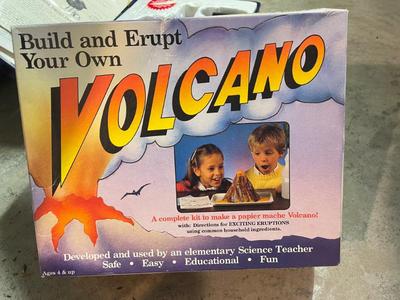 Build and Erupt
Your Own
VOLCANO
A complete kit to make a papier mache Volcano!
with: Directions for EXCITING ERUPTIONS
using common household ingredients.
Developed and used by an elementary Science Teacher
Safe • Easy • Educational • Fun
Ages 4 & up